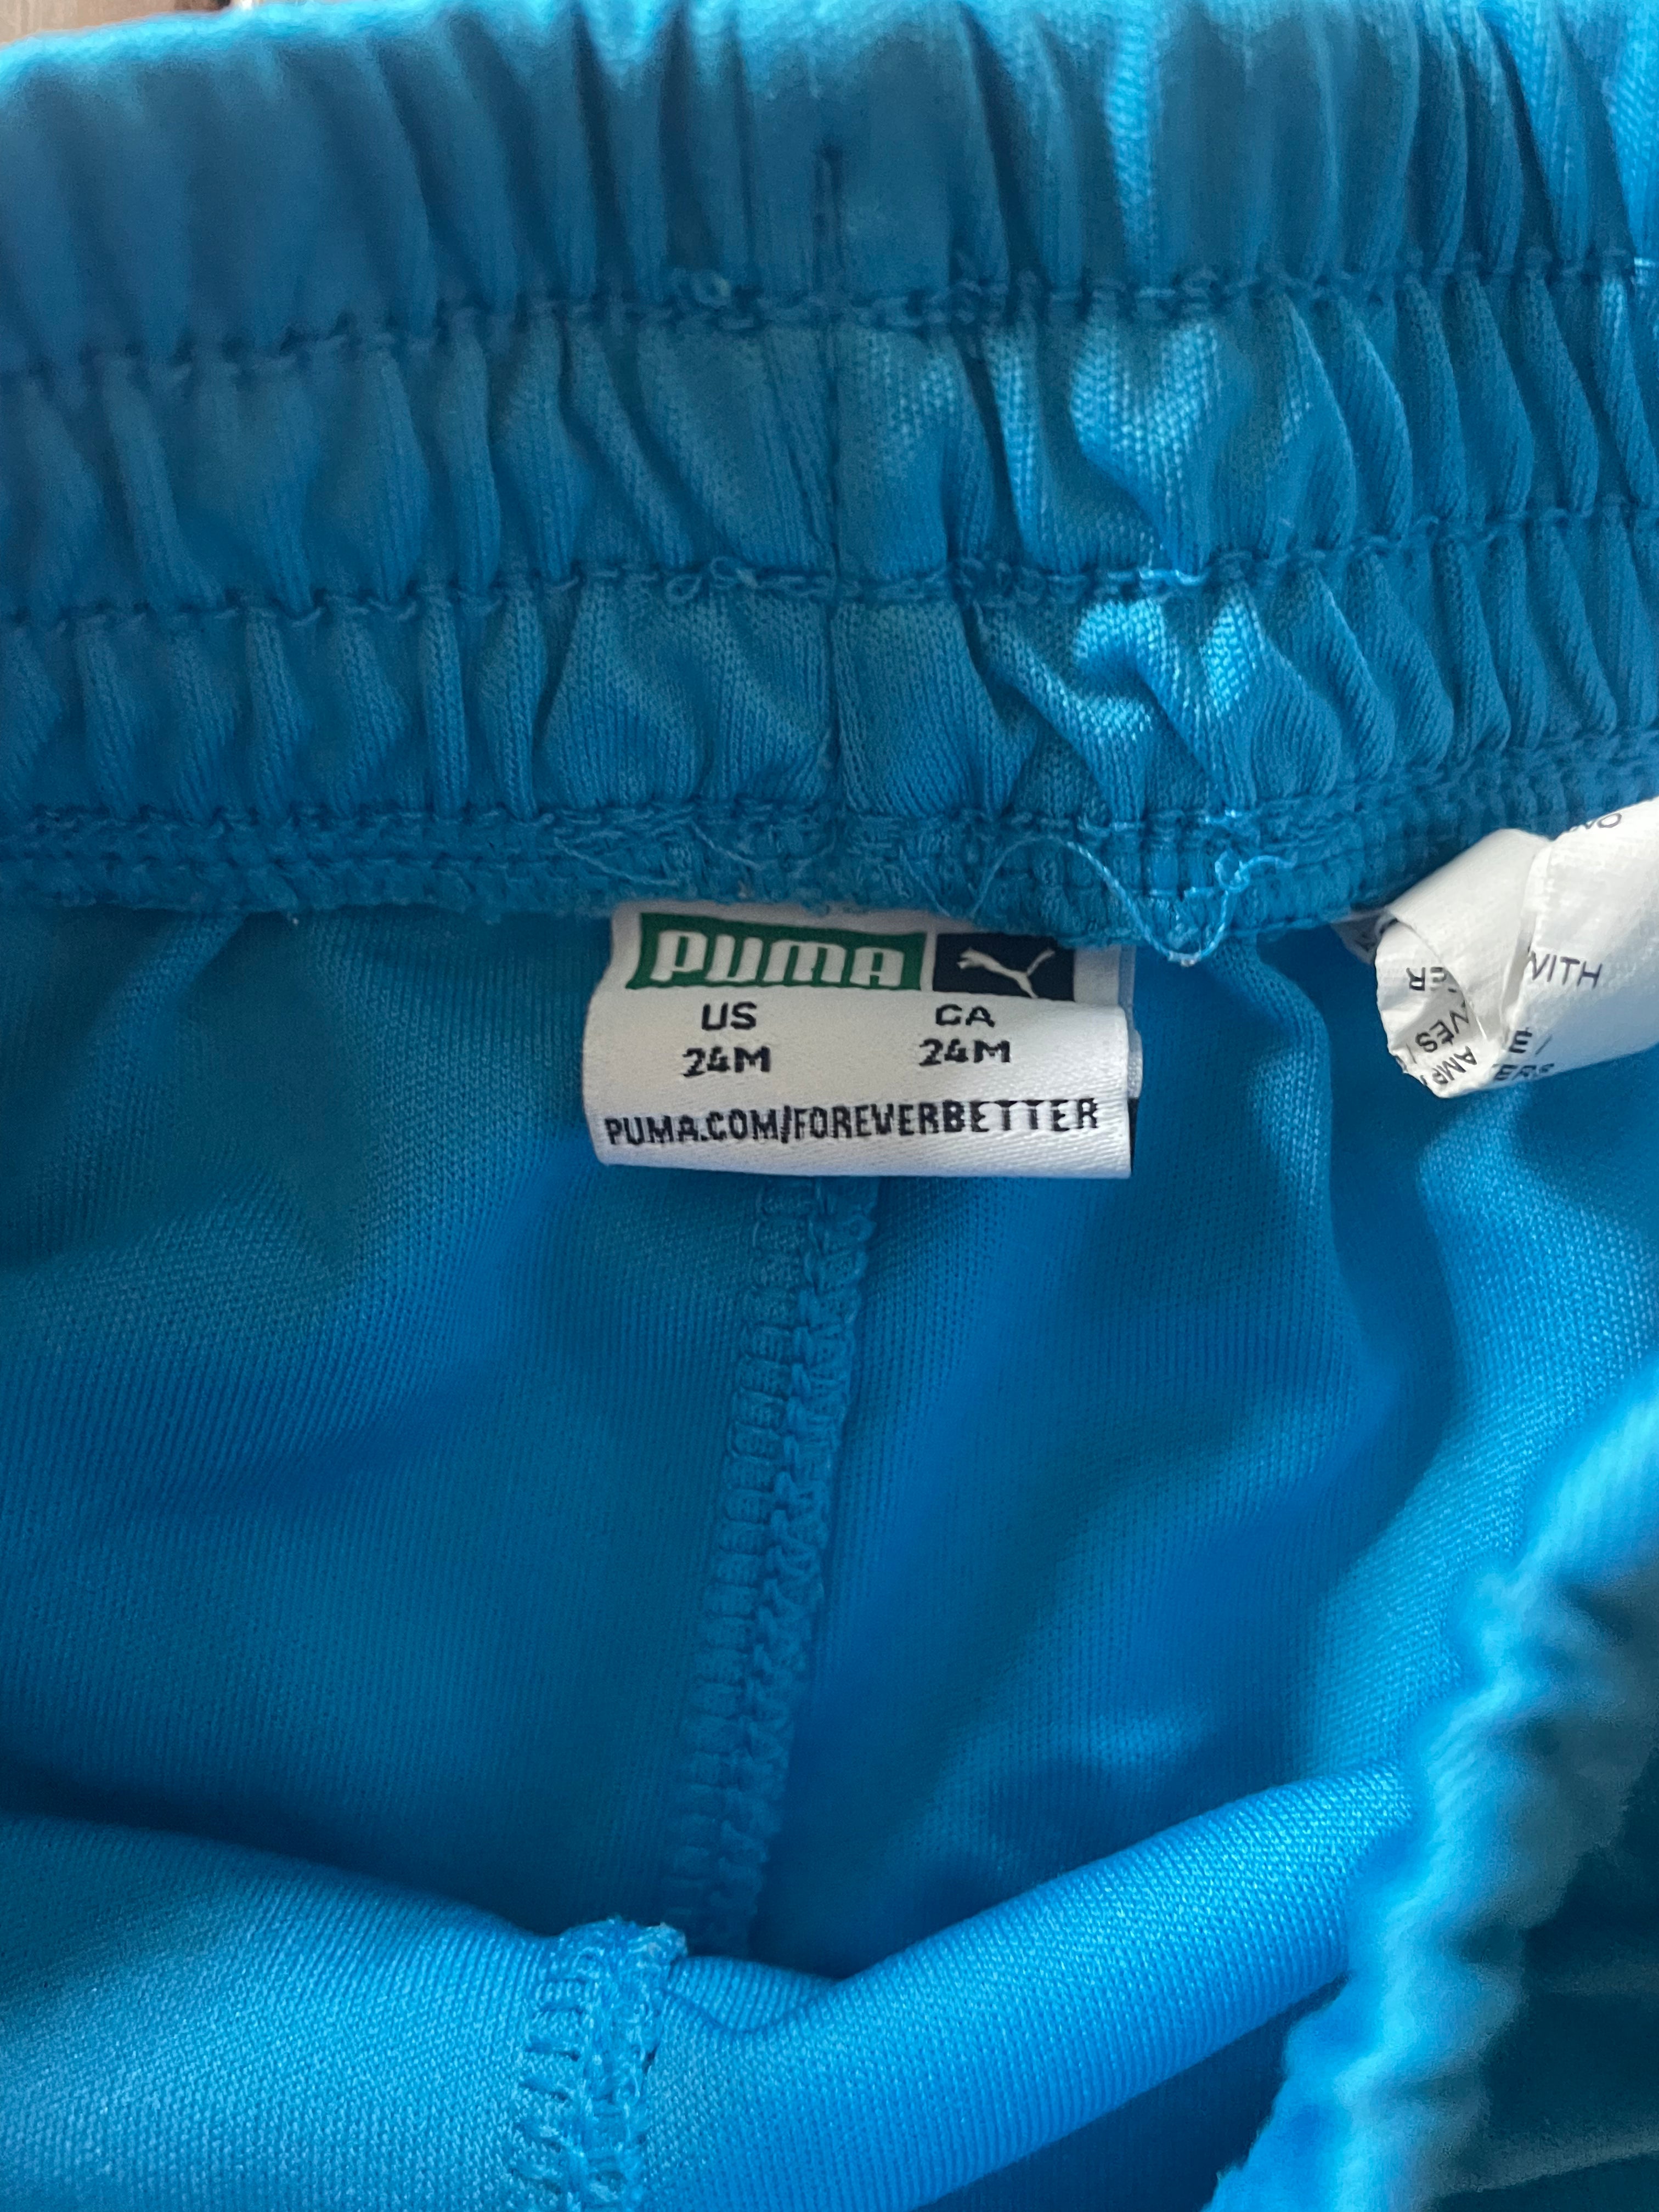 PUMA
US CA
24M 24M
PUMA.COM/FOREVERBETTER
WITH